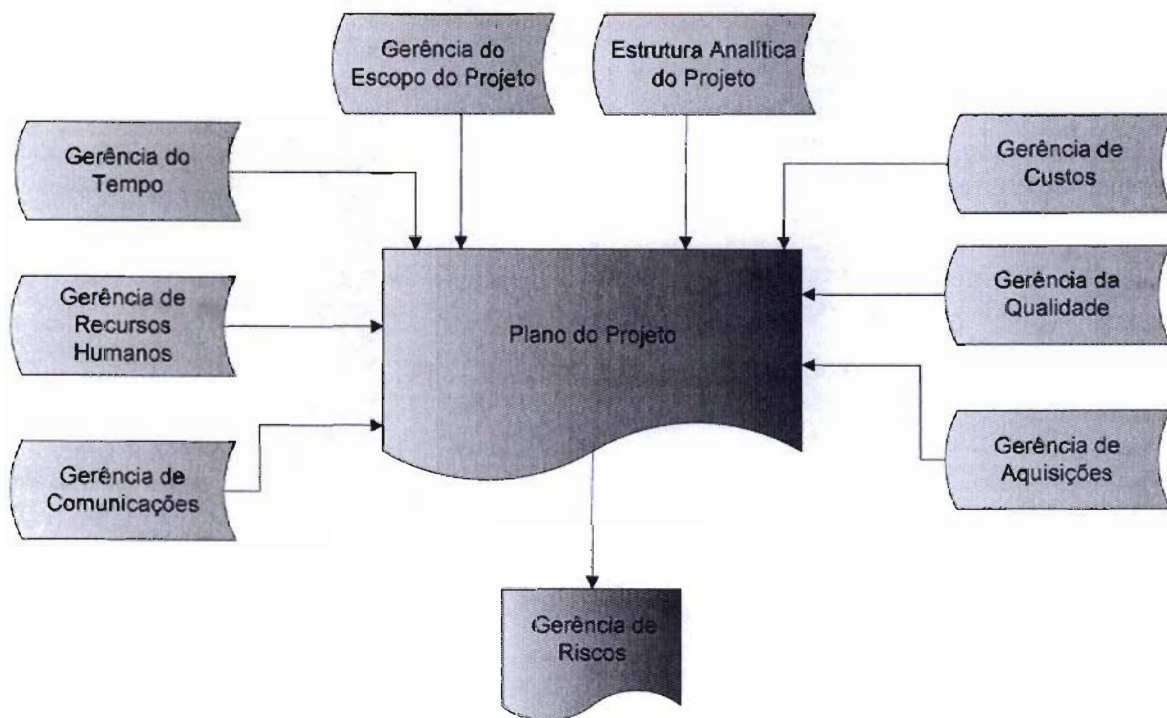 Gerência do
Escopo do Projeto
Estrutura Analítica
do Projeto
Gerência do
Tempo
Gerência de
Custos
Gerência de
Recursos
Humanos
Plano do Projeto
Gerência da
Qualidade
Gerência de
Comunicações
Gerência de
Aquisições
Gerência de
Riscos